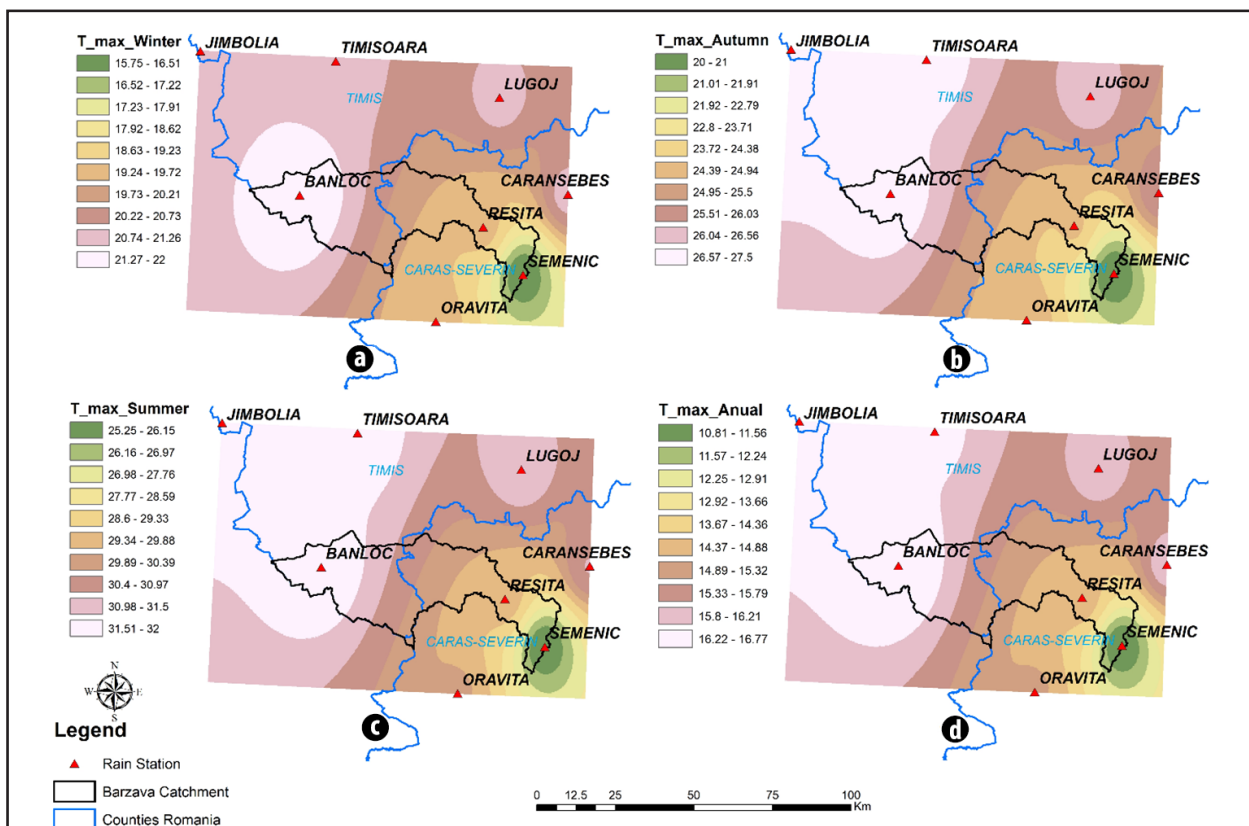 T_max_Winter
15.75 - 16.51
16.52 - 17.22
17.23 - 17.91
17.92 - 18.62
18.63 - 19.23
19.24 - 19.72
19.73 - 20.21
20.22 - 20.73
20.74 - 21.26
21.27 - 22
JIMBOLIA
TIMISOARA
TIMIS
LUGOJ
BANLOC
CARANSEBES
REȘITA
CARAS-SEVERIN
SEMENIC
ORAVITA
a
T_max_Autumn
20 - 21
21.01 - 21.91
21.92 - 22.79
22.8 - 23.71
23.72 - 24.38
24.39 - 24.94
24.95 - 25.5
25.51 - 26.03
26.04 - 26.56
26.57 - 27.5
JIMBOLIA
TIMISOARA
TIMIS
LUGOJ
BANLOC
CARANSEBES
REȘITA
CARAS-SEVERIN
SEMENIC
ORAVITA
b
T_max_Summer
25.25 - 26.15
26.16 - 26.97
26.98 - 27.76
27.77 - 28.59
28.6 - 29.33
29.34 - 29.88
29.89 - 30.39
30.4 - 30.97
30.98 - 31.5
31.51 - 32
JIMBOLIA
TIMISOARA
TIMIS
LUGOJ
BANLOC
CARANSEBES
REȘITA
CARAS-SEVERIN
SEMENIC
ORAVITA
c
T_max_Anual
10.81 - 11.56
11.57 - 12.24
12.25 - 12.91
12.92 - 13.66
13.67 - 14.36
14.37 - 14.88
14.89 - 15.32
15.33 - 15.79
15.8 - 16.21
16.22 - 16.77
JIMBOLIA
TIMISOARA
TIMIS
LUGOJ
BANLOC
CARANSEBES
REȘITA
CARAS-SEVERIN
SEMENIC
ORAVITA
d
N
W E
S
Legend
Rain Station
Barzava Catchment
Counties Romania
0 12.5 25 50 75 100
Km